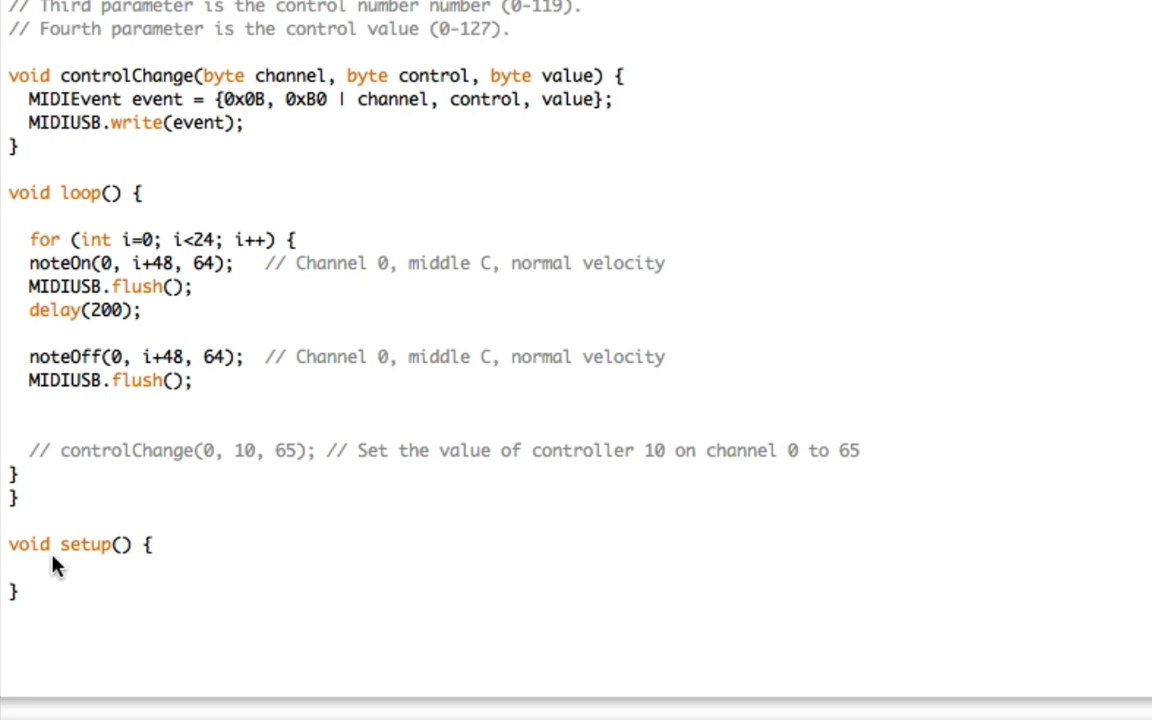 // Third parameter is the control number number (0-119).
// Fourth parameter is the control value (0-127).
void controlChange(byte channel, byte control, byte value) {
MIDIEvent event = {0x0B, 0xB0 | channel, control, value};
MIDIUSB.write(event);
}
void loop() {
for (int i=0; i<24; i++) {
noteOn(0, i+48, 64); // Channel 0, middle C, normal velocity
MIDIUSB.flush();
delay(200);
noteOff(0, i+48, 64); // Channel 0, middle C, normal velocity
MIDIUSB.flush();
// controlChange(0, 10, 65); // Set the value of controller 10 on channel 0 to 65
}
}
void setup() {
}